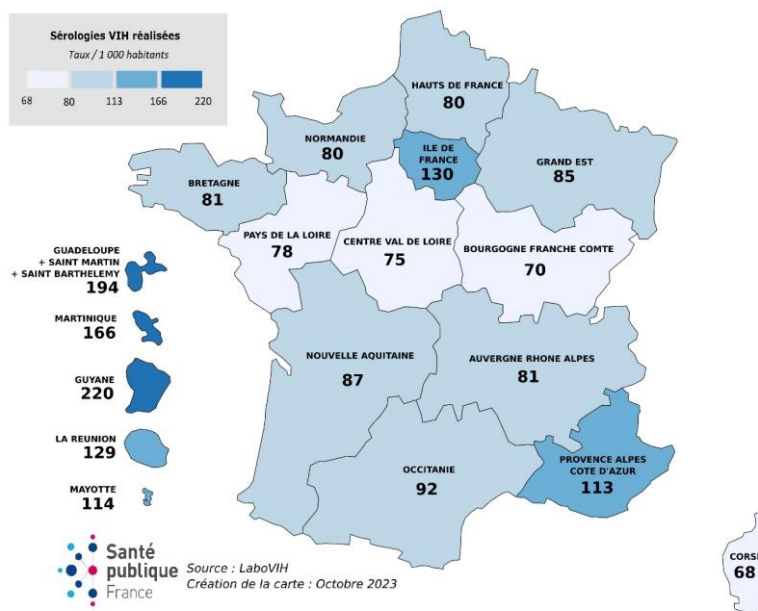 Sérologies VIH réalisées
Taux / 1 000 habitants
68 80 113 166 220
HAUTS DE FRANCE
80
NORMANDIE
80
ILE DE
FRANCE
130
GRAND EST
85
BRETAGNE
81
PAYS DE LA LOIRE
78
CENTRE VAL DE LOIRE
75
BOURGOGNE FRANCHE COMTE
70
GUADELOUPE
+ SAINT MARTIN
+ SAINT BARTHELEMY
194
MARTINIQUE
166
GUYANE
220
LA REUNION
129
MAYOTTE
114
NOUVELLE AQUITAINE
87
AUVERGNE RHONE ALPES
81
OCCITANIE
92
PROVENCE ALPES
COTE D'AZUR
113
CORSE
68
Santé
publique
France
Source : LaboVIH
Création de la carte : Octobre 2023